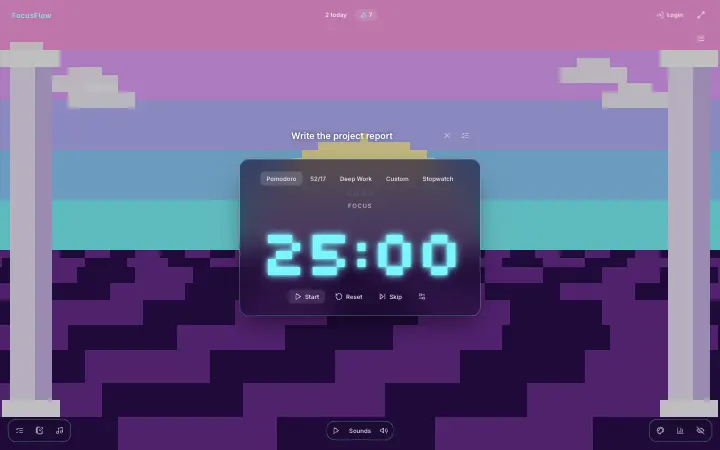 FocusFlow
2 today
7
Login
Write the project report
Pomodoro
52/17
Deep Work
Custom
Stopwatch
FOCUS
25:00
Start
Reset
Skip
Sounds